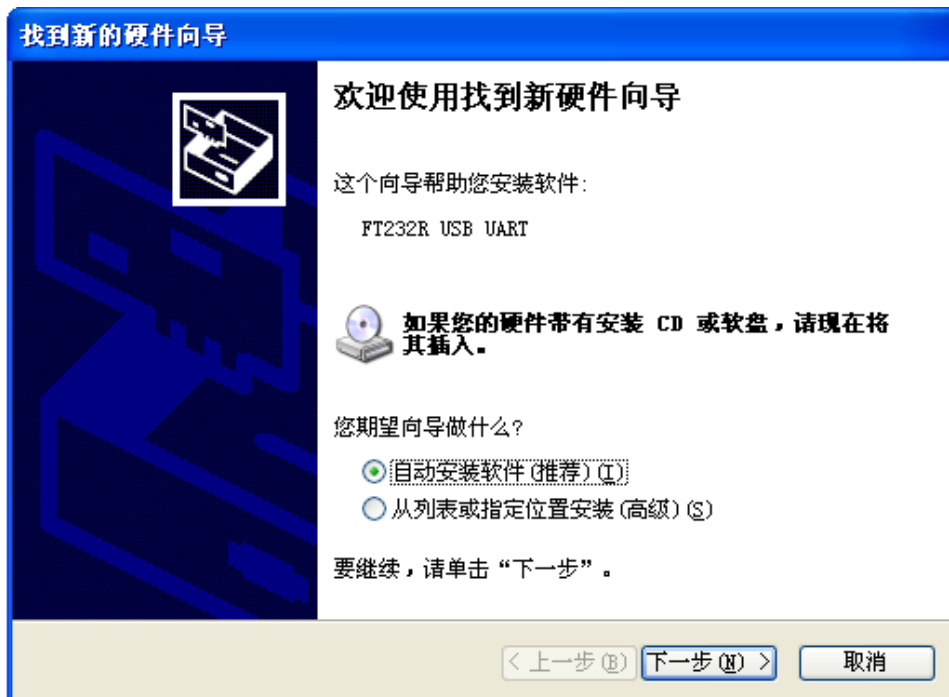 找到新的硬件向导
欢迎使用找到新硬件向导
这个向导帮助您安装软件:
FT232R USB UART
如果您的硬件带有安装 CD 或软盘，请现在将
其插入。
您期望向导做什么?
自动安装软件(推荐)(I)
从列表或指定位置安装(高级)(S)
要继续，请单击“下一步”。
< 上一步(B)
下一步(N) >
取消